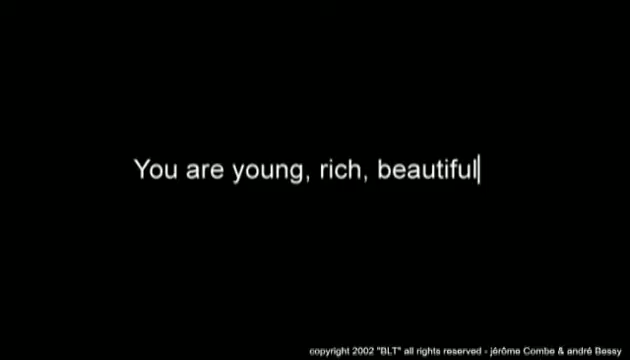 You are young, rich, beautiful
copyright 2002 "BLT" all rights reserved - jérôme Combe & andré Bessy